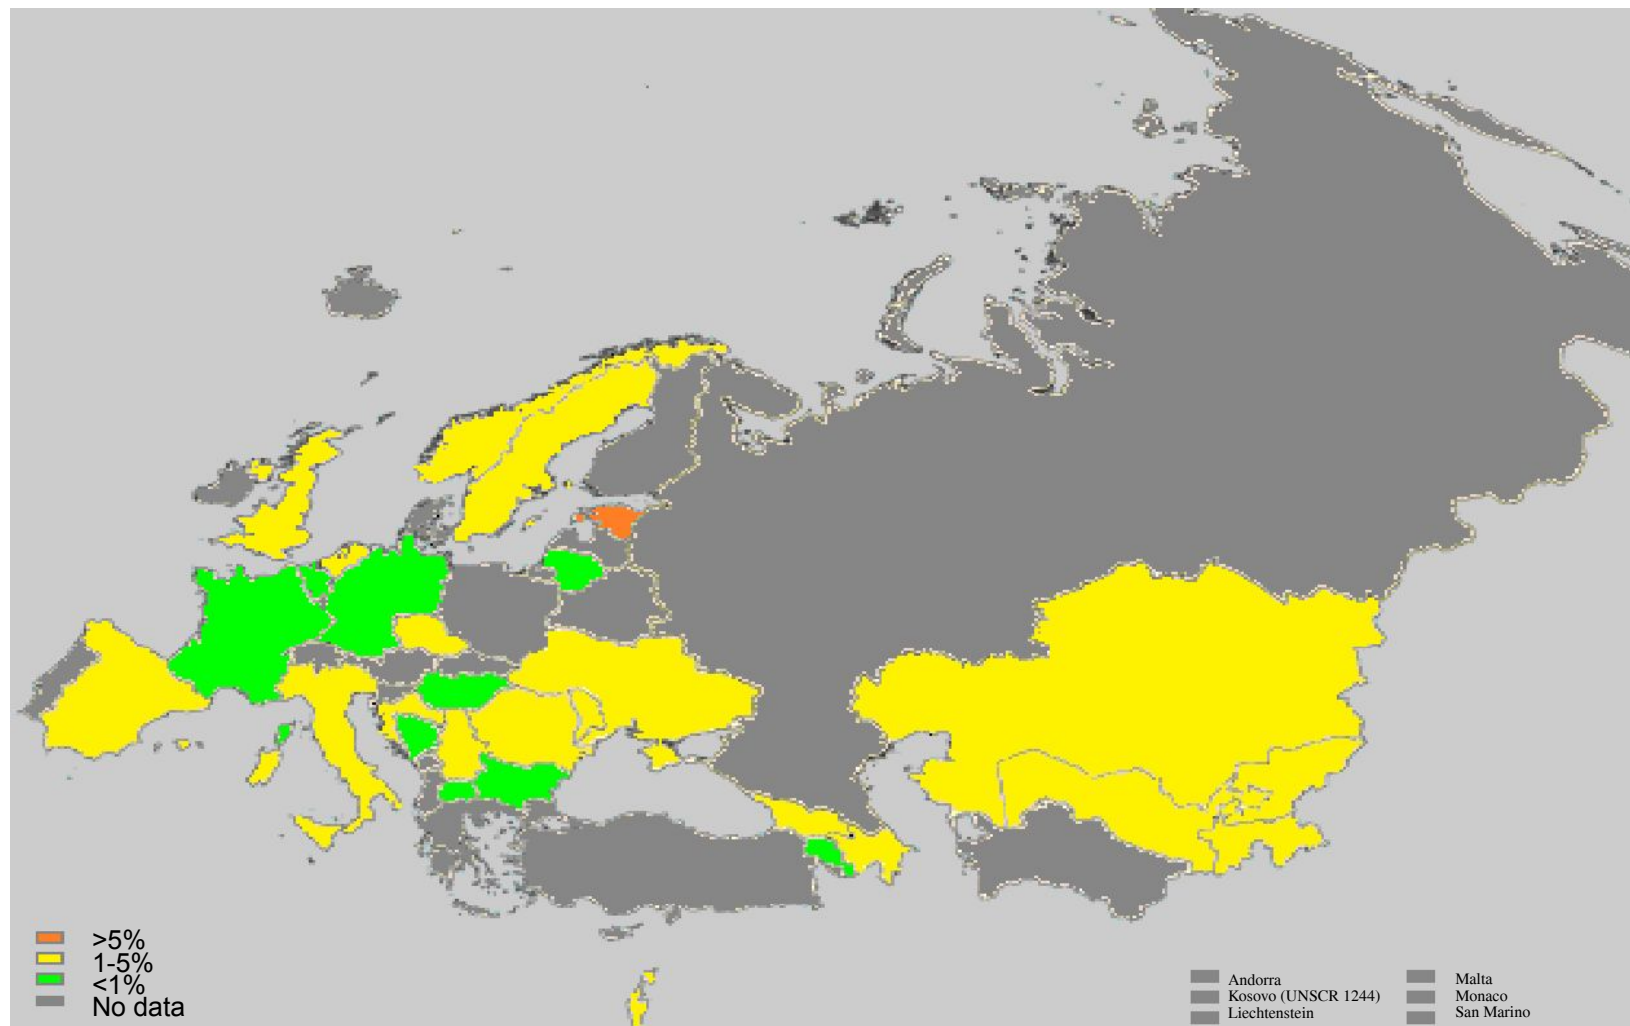 >5%
1-5%
<1%
No data
Andorra
Kosovo (UNSCR 1244)
Liechtenstein
Malta
Monaco
San Marino